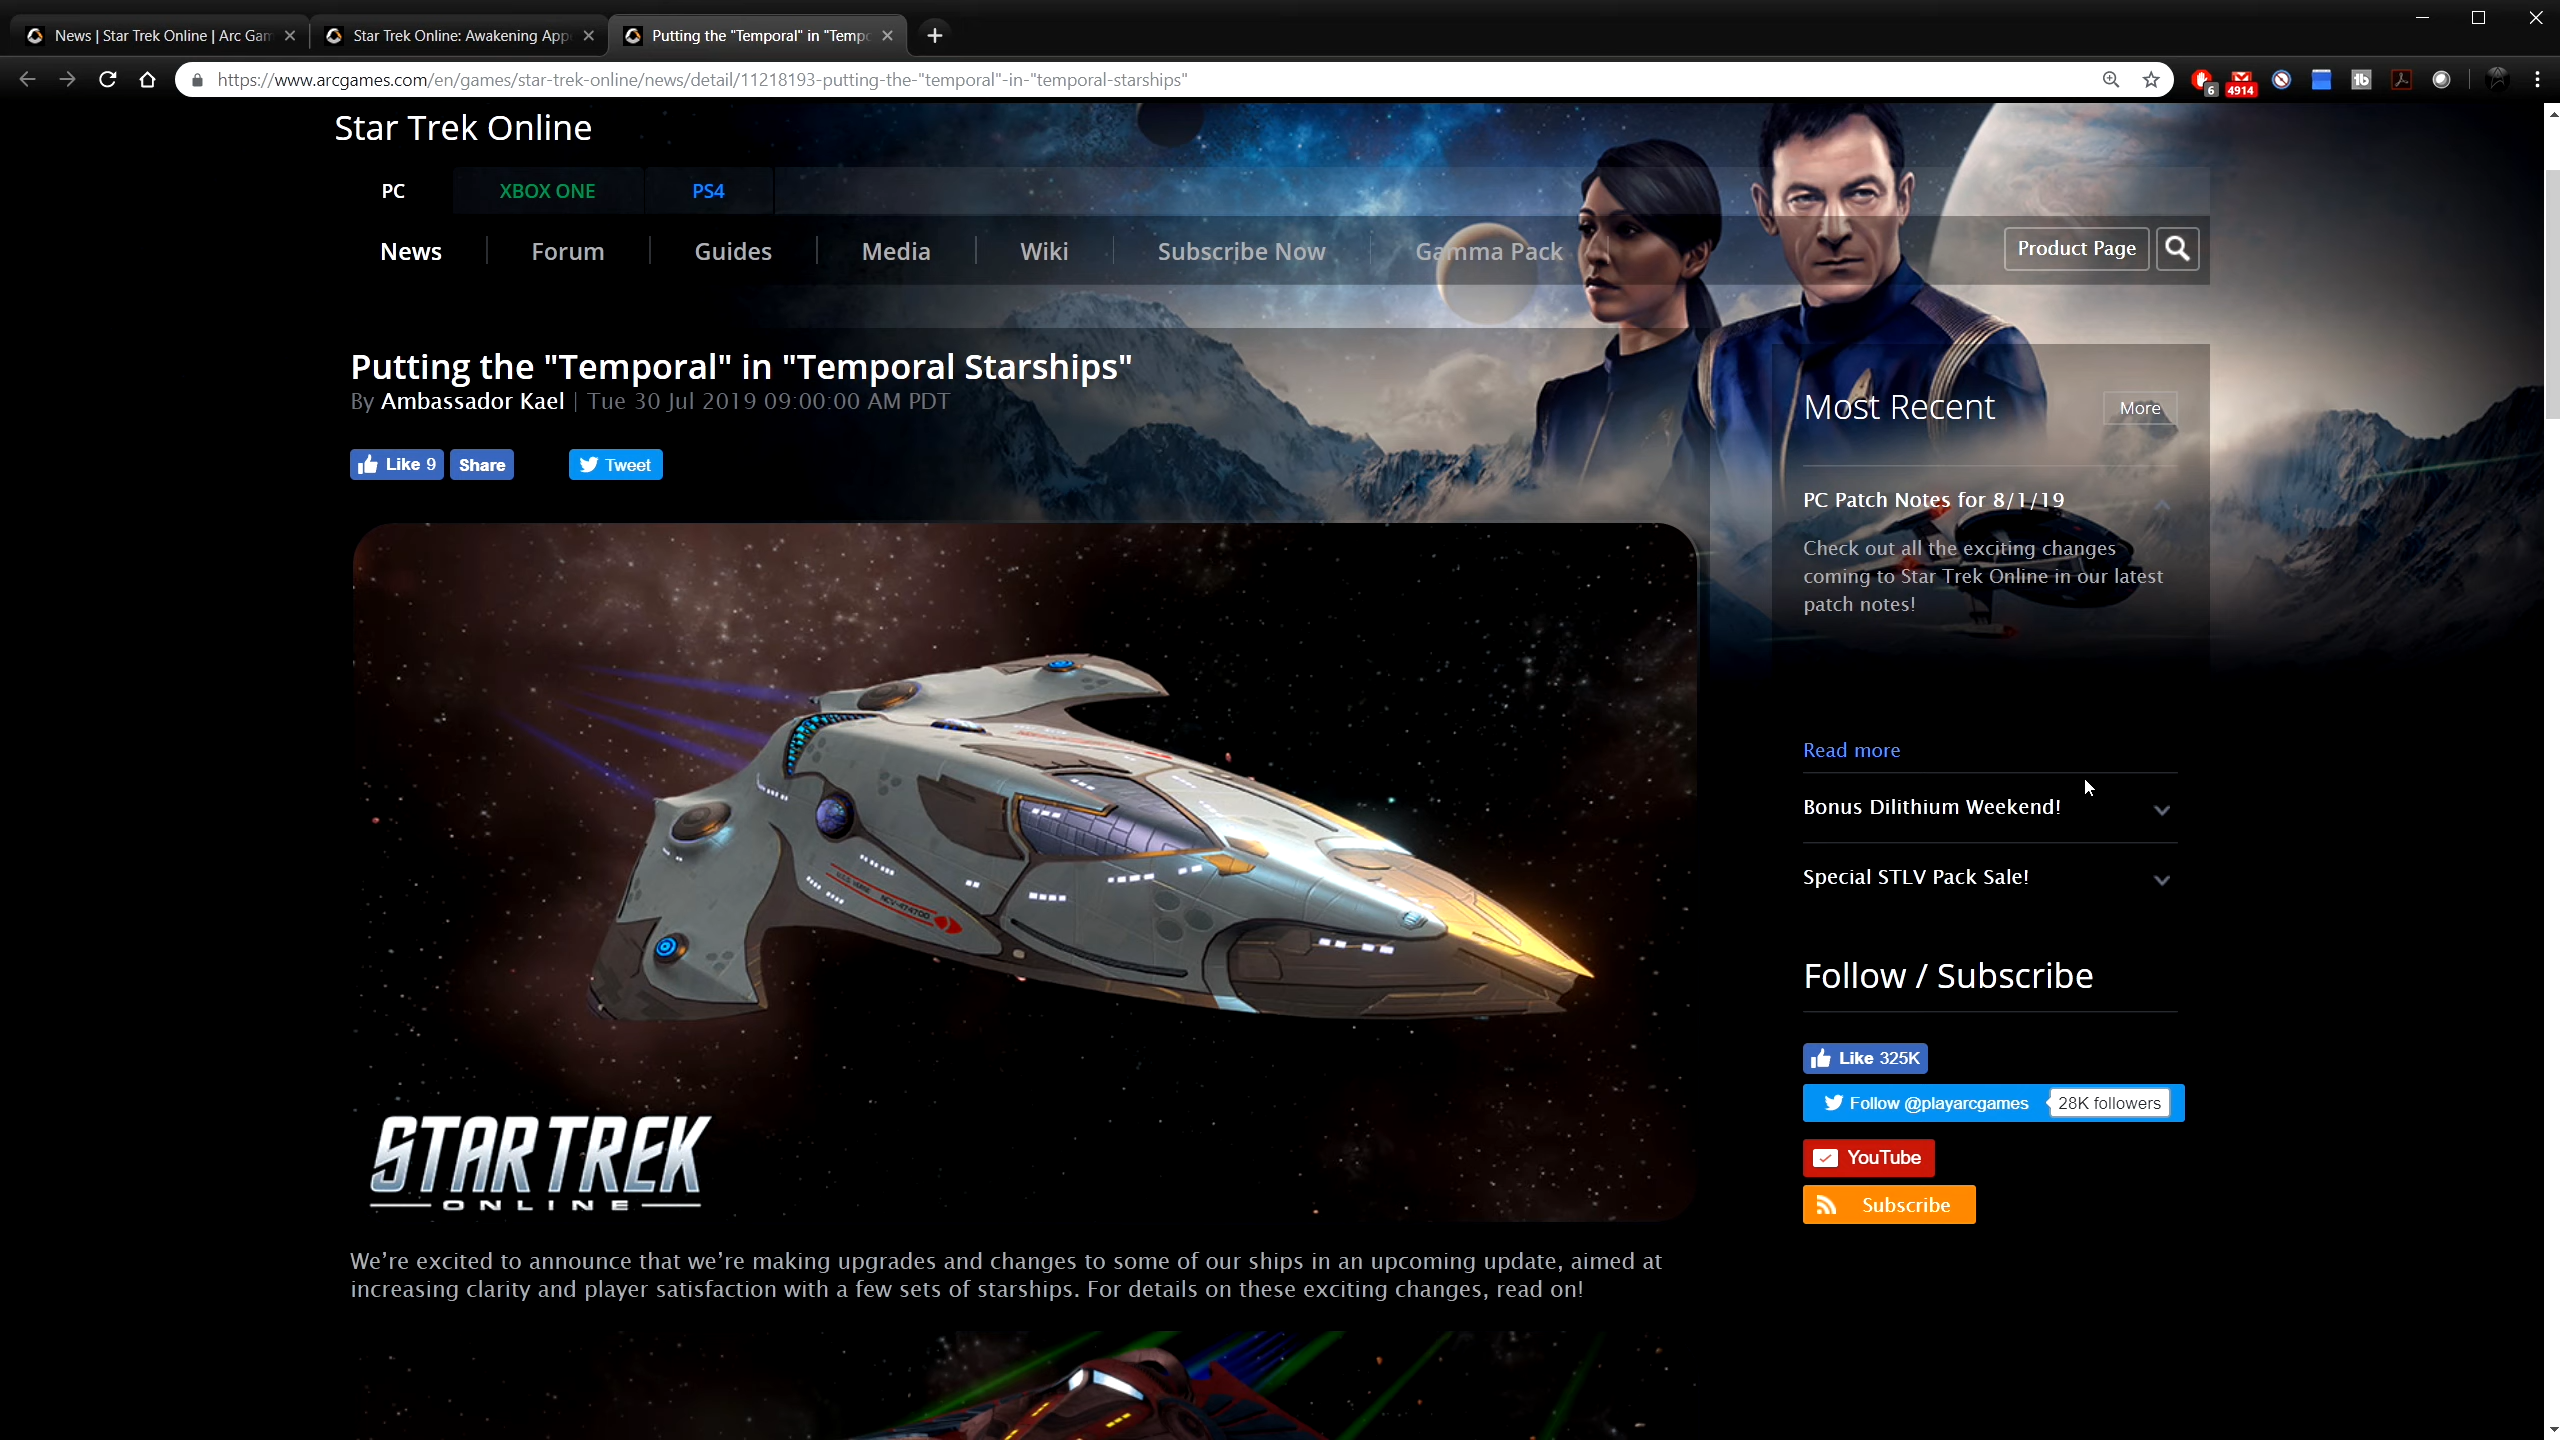 News | Star Trek Online | Arc Gam
Star Trek Online: Awakening App
Putting the "Temporal" in "Tempo
https://www.arcgames.com/en/games/star-trek-online/news/detail/11218193-putting-the-"temporal"-in-"temporal-starships"
6
4914
Star Trek Online
PC
XBOX ONE
PS4
News
Forum
Guides
Media
Wiki
Subscribe Now
Gamma Pack
Product Page
Putting the "Temporal" in "Temporal Starships"
By Ambassador Kael | Tue 30 Jul 2019 09:00:00 AM PDT
Like 9
Share
Tweet
STAR TREK
ONLINE
We’re excited to announce that we’re making upgrades and changes to some of our ships in an upcoming update, aimed at
increasing clarity and player satisfaction with a few sets of starships. For details on these exciting changes, read on!
Most Recent
More
PC Patch Notes for 8/1/19
Check out all the exciting changes
coming to Star Trek Online in our latest
patch notes!
Read more
Bonus Dilithium Weekend!
Special STLV Pack Sale!
Follow / Subscribe
Like 325K
Follow @playarcgames
28K followers
YouTube
Subscribe